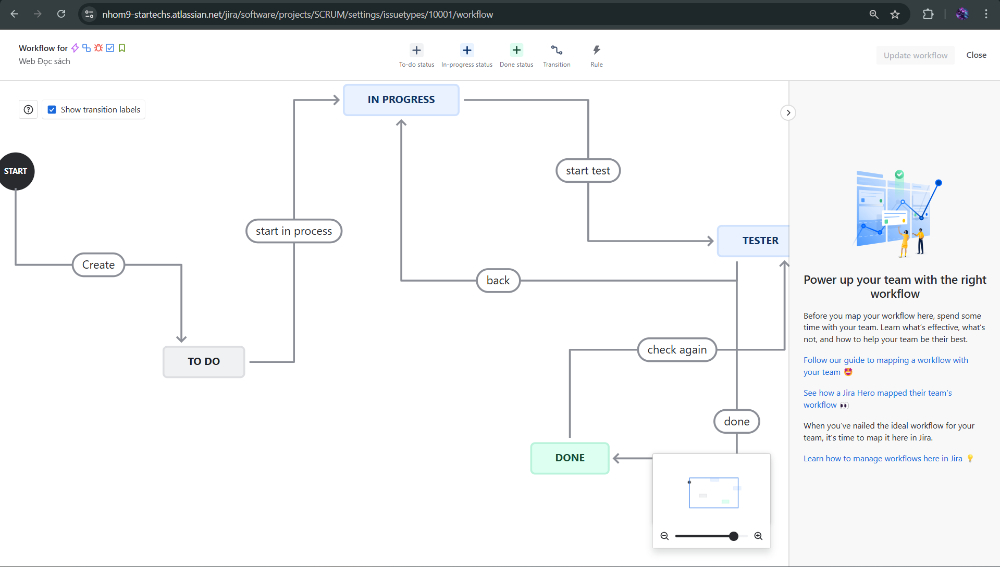 nhom9-startechs.atlassian.net/jira/software/projects/SCRUM/settings/issuetypes/10001/workflow
Workflow for
Web Đọc sách
To-do status
In-progress status
Done status
Transition
Rule
Update workflow
Close
Show transition labels
START
IN PROGRESS
start test
start in process
TESTER
Create
back
check again
TO DO
done
DONE
Power up your team with the right
workflow
Before you map your workflow here, spend some
time with your team. Learn what's effective, what's
not, and how to help your team be their best.
Follow our guide to mapping a workflow with
your team 🤩
See how a Jira Hero mapped their team's
workflow 👀
When you've nailed the ideal workflow for your
team, it's time to map it here in Jira.
Learn how to manage workflows here in Jira 💡